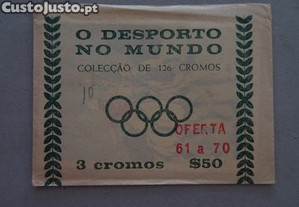 CustoJusto.pt
O DESPORTO
NO MUNDO
COLECÇÃO DE 126 CROMOS
10
OFERTA
61 a 70
3 cromos $50